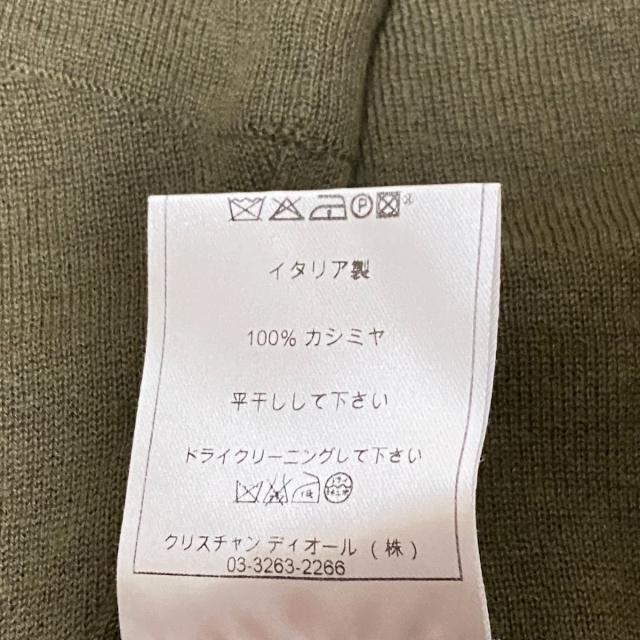 イタリア製
100% カシミヤ
平干しして下さい
ドライクリーニングして下さい
クリスチャン ディオール (株)
03-3263-2266